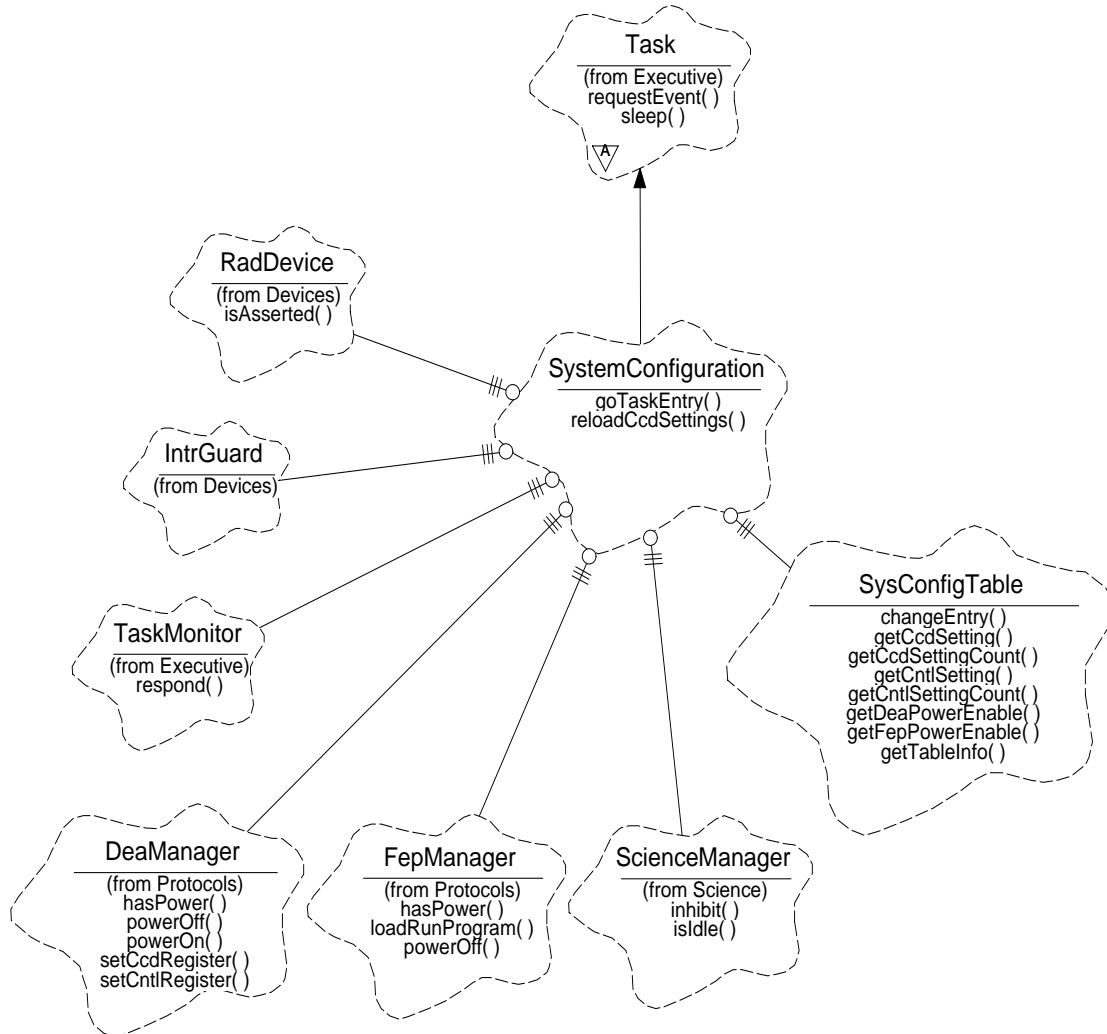 Task
(from Executive)
requestEvent( )
sleep( )
A
RadDevice
(from Devices)
isAsserted( )
SystemConfiguration
goTaskEntry( )
reloadCcdSettings( )
IntrGuard
(from Devices)
TaskMonitor
(from Executive)
respond( )
SysConfigTable
changeEntry( )
getCcdSetting( )
getCcdSettingCount( )
getCntlSetting( )
getCntlSettingCount( )
getDeaPowerEnable( )
getFepPowerEnable( )
getTableInfo( )
DeaManager
(from Protocols)
hasPower( )
powerOff( )
powerOn( )
setCcdRegister( )
setCntlRegister( )
FepManager
(from Protocols)
hasPower( )
loadRunProgram( )
powerOff( )
ScienceManager
(from Science)
inhibit( )
isIdle( )